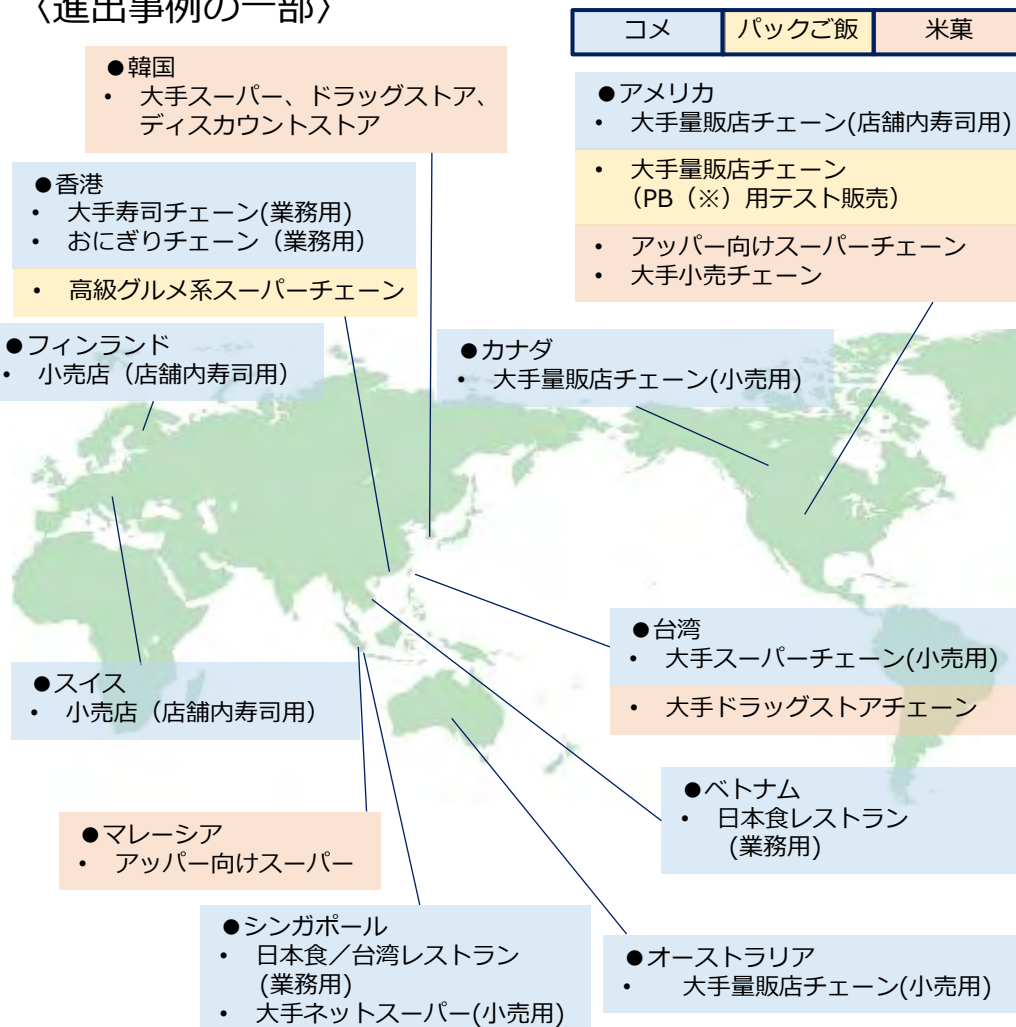 〈進出事例の一部〉
コメ
パックご飯
米菓
●韓国
• 大手スーパー、ドラッグストア、
ディスカウントストア
●アメリカ
• 大手量販店チェーン(店舗内寿司用)
• 大手量販店チェーン
（PB（※）用テスト販売）
• アッパー向けスーパーチェーン
• 大手小売チェーン
●香港
• 大手寿司チェーン(業務用)
• おにぎりチェーン（業務用）
• 高級グルメ系スーパーチェーン
●フィンランド
• 小売店（店舗内寿司用）
●カナダ
• 大手量販店チェーン(小売用)
●台湾
• 大手スーパーチェーン(小売用)
• 大手ドラッグストアチェーン
●スイス
• 小売店（店舗内寿司用）
●ベトナム
• 日本食レストラン
(業務用)
●マレーシア
• アッパー向けスーパー
●シンガポール
• 日本食／台湾レストラン
(業務用)
• 大手ネットスーパー(小売用)
●オーストラリア
• 大手量販店チェーン(小売用)